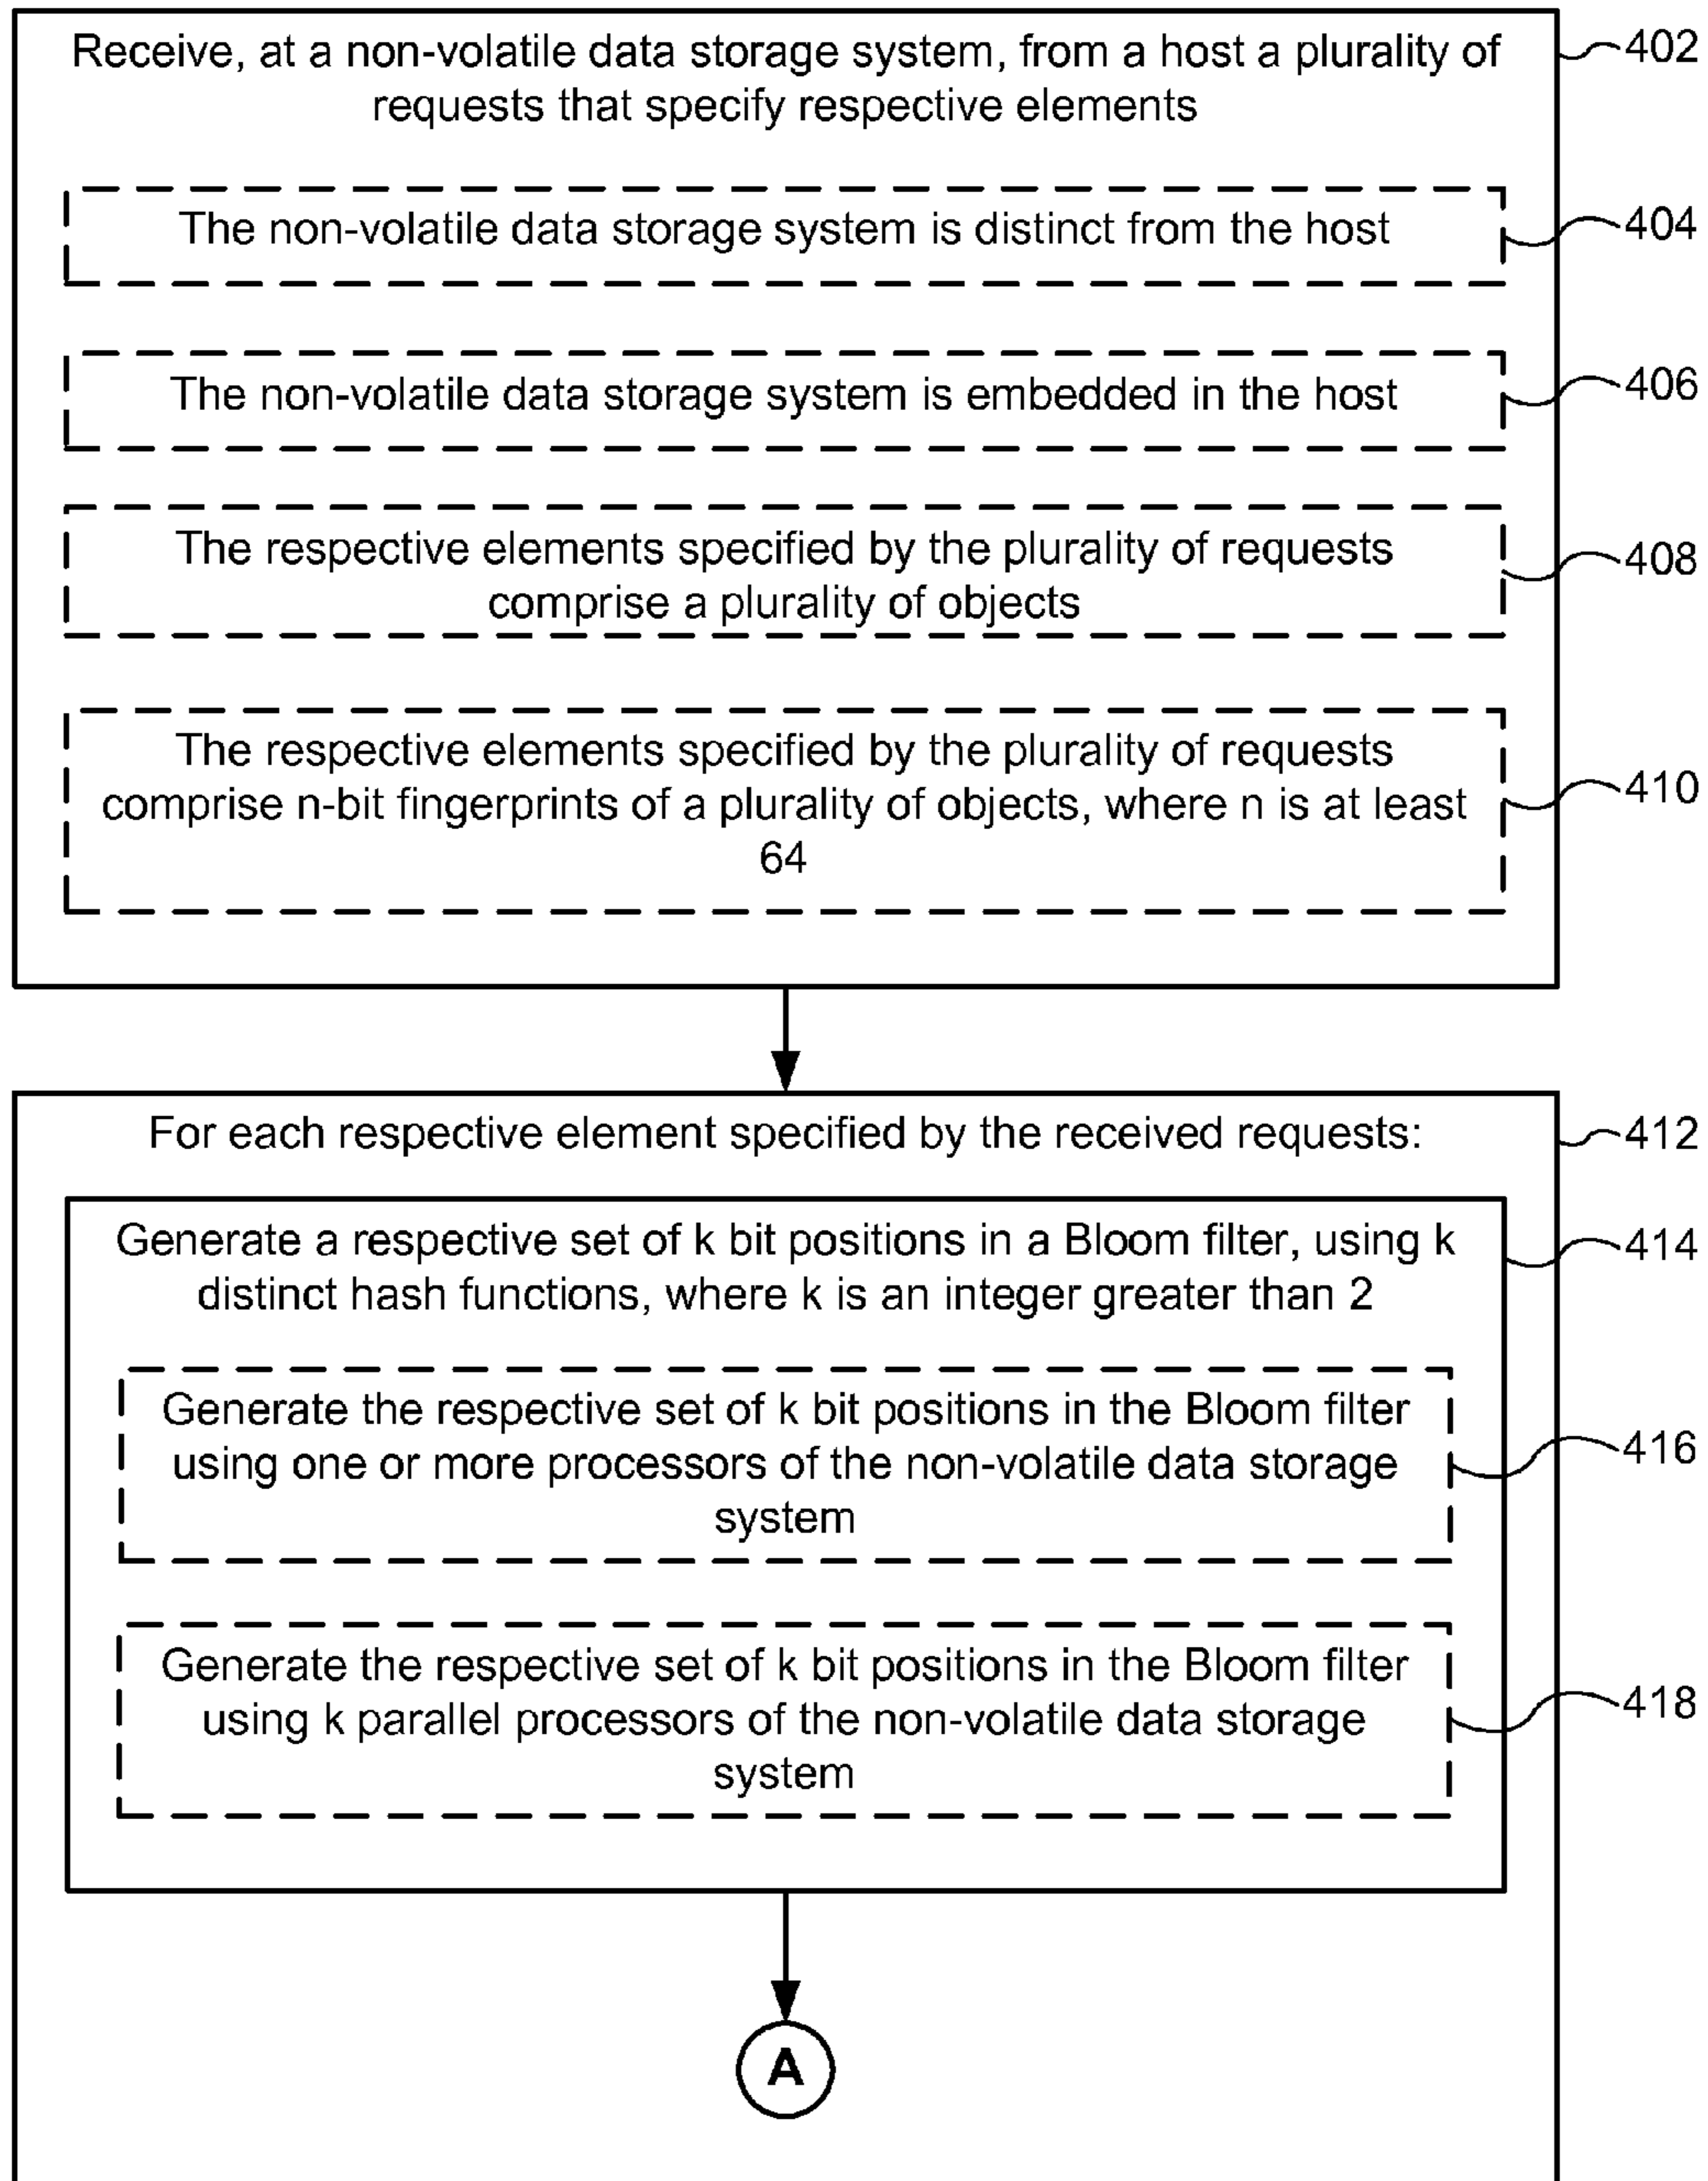 Receive, at a non-volatile data storage system, from a host a plurality of
requests that specify respective elements
402
The non-volatile data storage system is distinct from the host
404
The non-volatile data storage system is embedded in the host
406
The respective elements specified by the plurality of requests
comprise a plurality of objects
408
The respective elements specified by the plurality of requests
comprise n-bit fingerprints of a plurality of objects, where n is at least
64
410
For each respective element specified by the received requests:
412
Generate a respective set of k bit positions in a Bloom filter, using k
distinct hash functions, where k is an integer greater than 2
414
Generate the respective set of k bit positions in the Bloom filter
using one or more processors of the non-volatile data storage
system
416
Generate the respective set of k bit positions in the Bloom filter
using k parallel processors of the non-volatile data storage
system
418
A